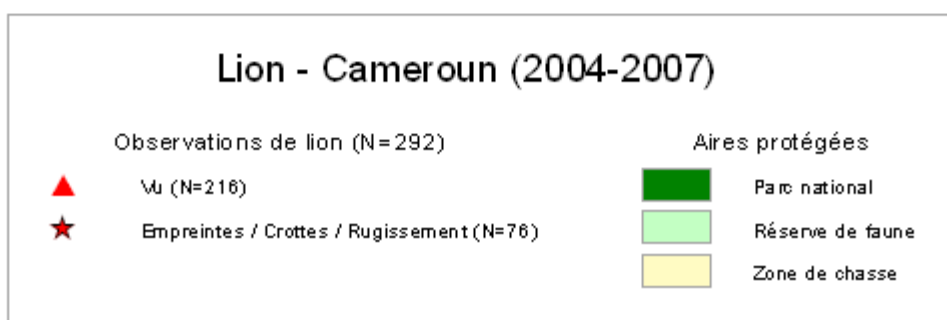 Lion - Cameroun (2004-2007)
Observations de lion (N=292)
Vu (N=216)
Empreintes / Crottes / Rugissement (N=76)
Aires protégées
Parc national
Réserve de faune
Zone de chasse